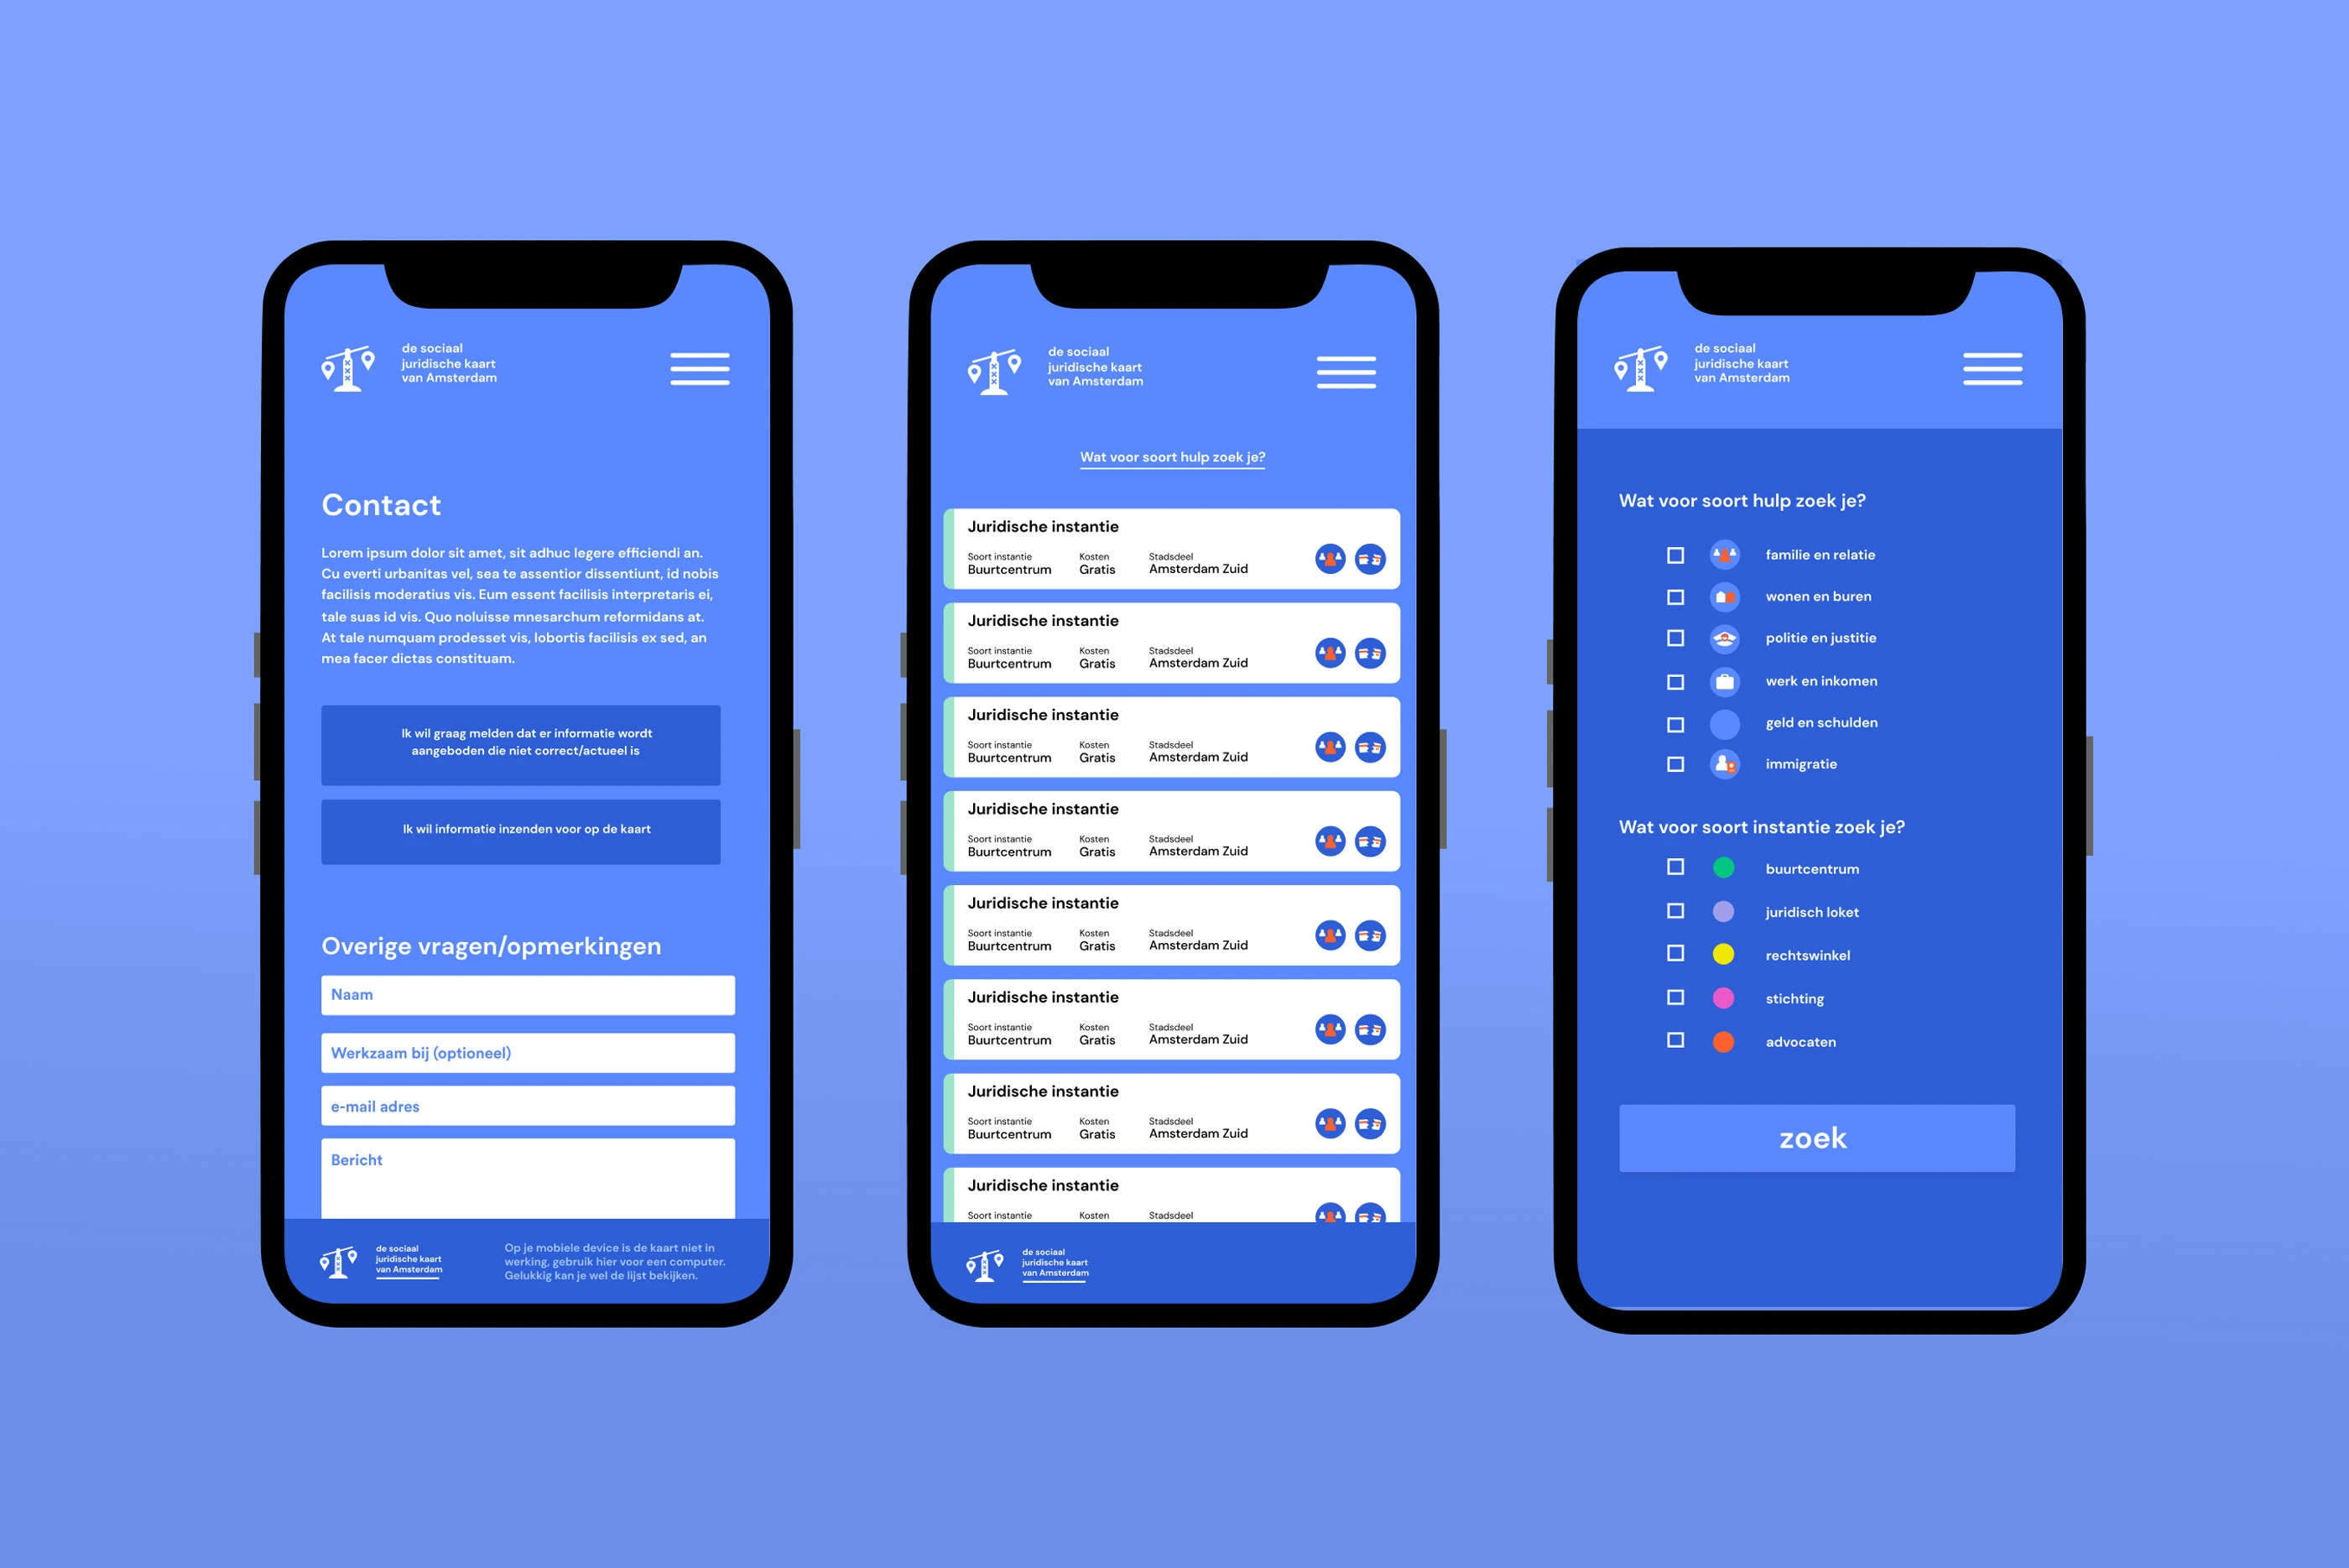 de sociaal
juridische kaart
van Amsterdam
Contact
Lorem ipsum dolor sit amet, sit adhuc legere efficiendi an.
Cu everti urbanitas vel, sea te assentior dissentiunt, id nobis
facilisis moderatius vis. Eum essent facilisis interpretaris ei,
tale suas id vis. Quo noluisse mnesarchum reformidans at.
At tale numquam prodesset vis, lobortis facilisis ex sed, an
mea facer dictas constituam.
Ik wil graag melden dat er informatie wordt
aangeboden die niet correct/actueel is
Ik wil informatie inzenden voor op de kaart
Overige vragen/opmerkingen
Naam
Werkzaam bij (optioneel)
e-mail adres
Bericht
de sociaal
juridische kaart
van Amsterdam
Op je mobiele device is de kaart niet in
werking, gebruik hier voor een computer.
Gelukkig kan je wel de lijst bekijken.
de sociaal
juridische kaart
van Amsterdam
Wat voor soort hulp zoek je?
Juridische instantie
Soort instantie Kosten Stadsdeel
Buurtcentrum Gratis Amsterdam Zuid
Juridische instantie
Soort instantie Kosten Stadsdeel
Buurtcentrum Gratis Amsterdam Zuid
Juridische instantie
Soort instantie Kosten Stadsdeel
Buurtcentrum Gratis Amsterdam Zuid
Juridische instantie
Soort instantie Kosten Stadsdeel
Buurtcentrum Gratis Amsterdam Zuid
Juridische instantie
Soort instantie Kosten Stadsdeel
Buurtcentrum Gratis Amsterdam Zuid
Juridische instantie
Soort instantie Kosten Stadsdeel
Buurtcentrum Gratis Amsterdam Zuid
Juridische instantie
Soort instantie Kosten Stadsdeel
Buurtcentrum Gratis Amsterdam Zuid
Juridische instantie
Soort instantie Kosten Stadsdeel
de sociaal
juridische kaart
van Amsterdam
de sociaal
juridische kaart
van Amsterdam
Wat voor soort hulp zoek je?
familie en relatie
wonen en buren
politie en justitie
werk en inkomen
geld en schulden
immigratie
Wat voor soort instantie zoek je?
buurtcentrum
juridisch loket
rechtswinkel
stichting
advocaten
zoek